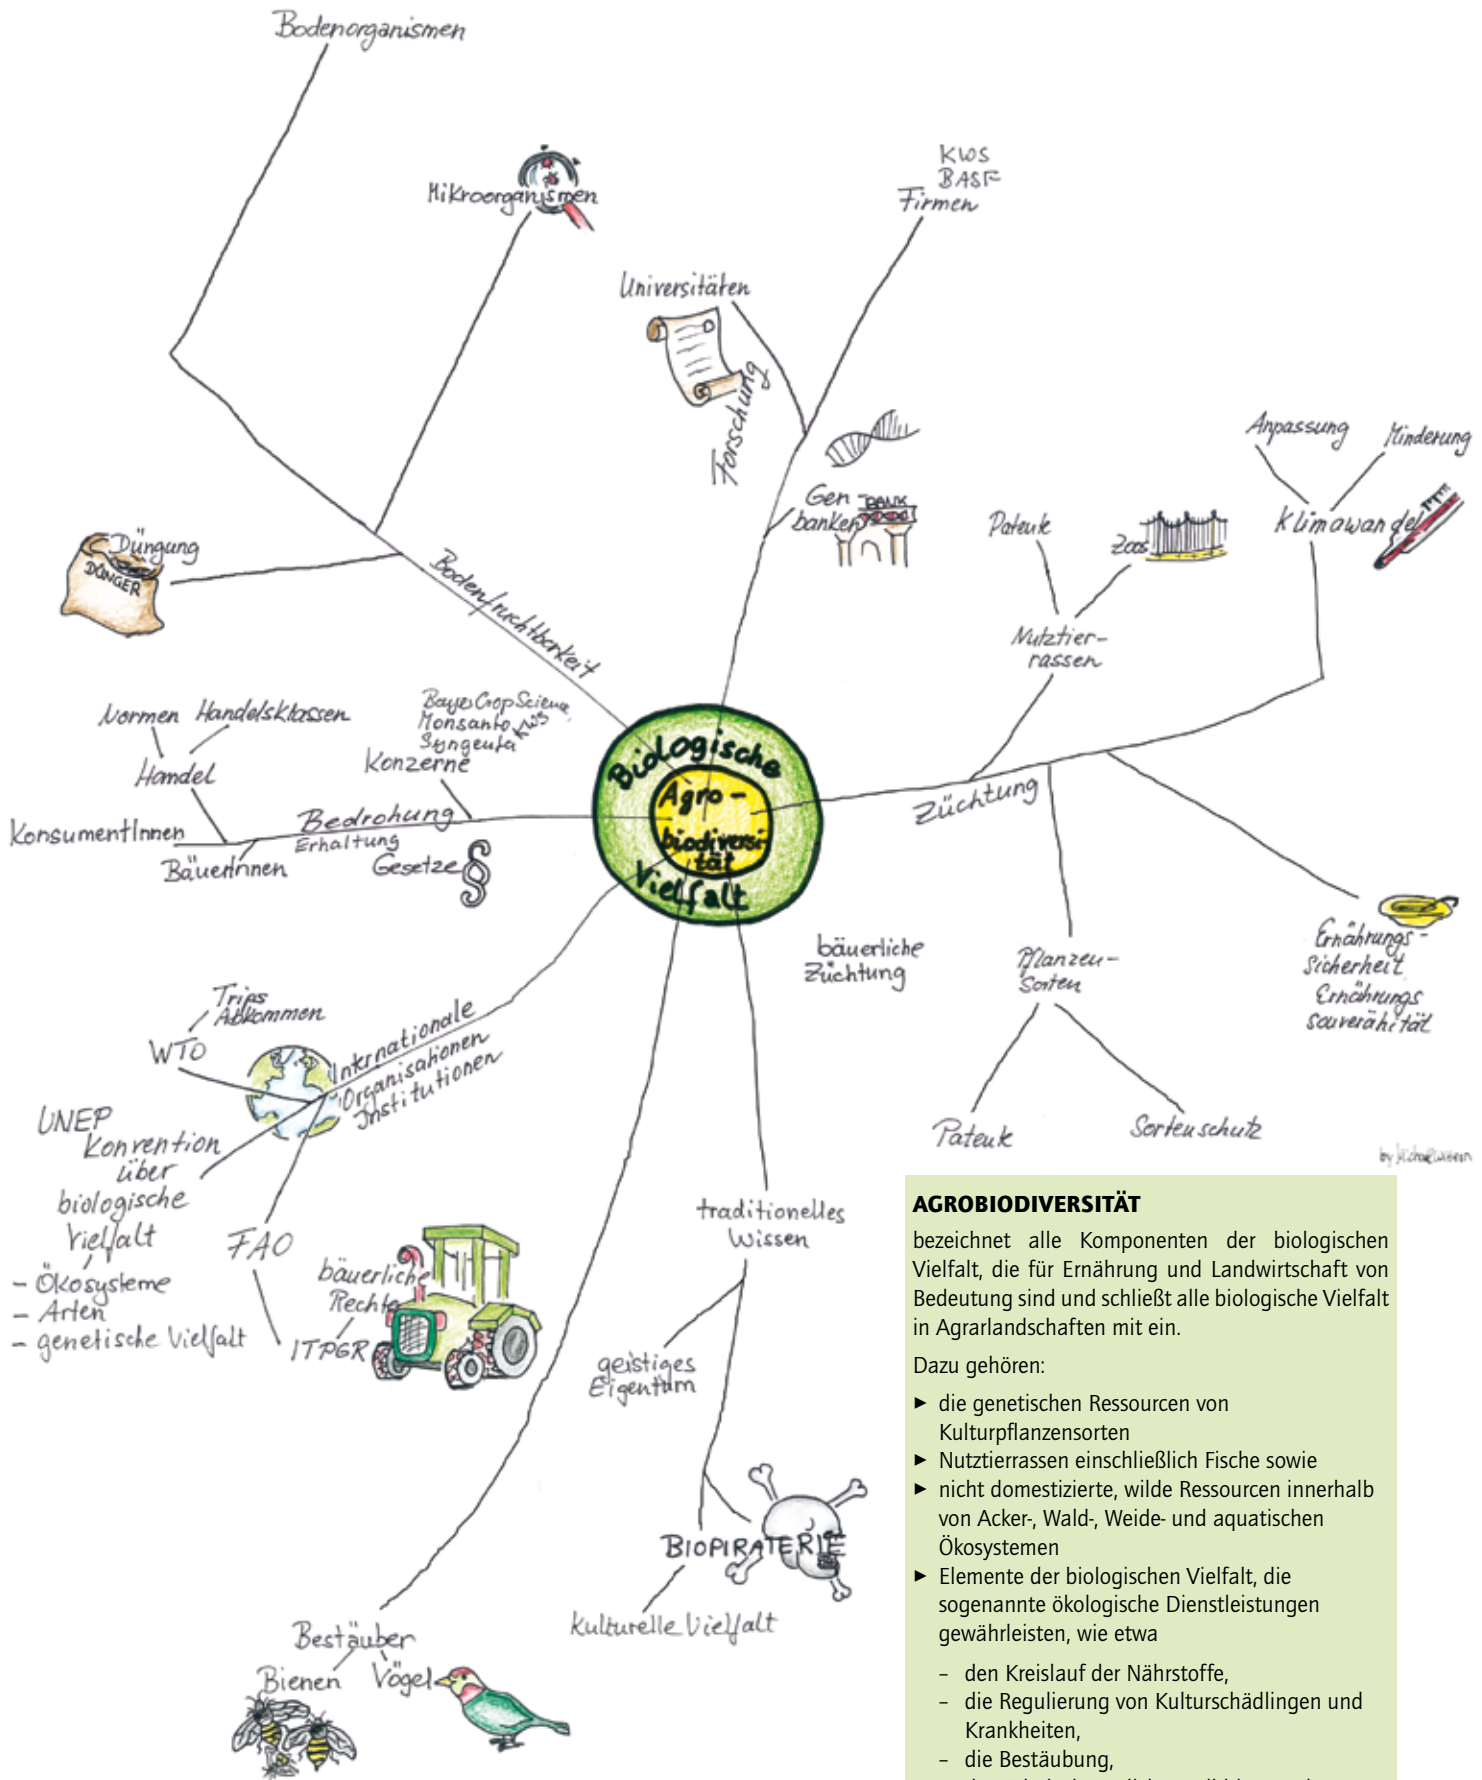 Bodenorganismen
Mikroorganismen
KWS
BASF
Firmen
Universitäten
Forschung
Gen
banken
BANK
Düngung
DÜNGER
Bodenfruchtbarkeit
Anpassung
Minderung
Klimawandel
Patente
Zoos
Nutztier-
rassen
Züchtung
Normen
Handelsklassen
Handel
Bayer CropScience,
Monsanto, KWS
Syngenta
Konzerne
KonsumentInnen
Bedrohung
Erhaltung
BäuerInnen
Gesetze §
Biologische
Vielfalt
Agro-
biodiversi-
tät
bäuerliche
Züchtung
Pflanzen-
Sorten
Patente
Sortenschutz
Ernährungs-
sicherheit
Ernährungs
souveränität
Trips
Abkommen
WTO
Internationale
Organisationen
Institutionen
UNEP
Konvention
über
biologische
Vielfalt
- Ökosysteme
- Arten
- genetische Vielfalt
FAO
bäuerliche
Rechte
ITPGR
traditionelles
Wissen
geistiges
Eigentum
BIOPIRATERIE
Kulturelle Vielfalt
Bestäuber
Bienen
Vögel
AGROBIODIVERSITÄT
bezeichnet alle Komponenten der biologischen
Vielfalt, die für Ernährung und Landwirtschaft von
Bedeutung sind und schließt alle biologische Vielfalt
in Agrarlandschaften mit ein.
Dazu gehören:
► die genetischen Ressourcen von
Kulturpflanzensorten
► Nutztierrassen einschließlich Fische sowie
► nicht domestizierte, wilde Ressourcen innerhalb
von Acker-, Wald-, Weide- und aquatischen
Ökosystemen
► Elemente der biologischen Vielfalt, die
sogenannte ökologische Dienstleistungen
gewährleisten, wie etwa
– den Kreislauf der Nährstoffe,
– die Regulierung von Kulturschädlingen und
Krankheiten,
– die Bestäubung,